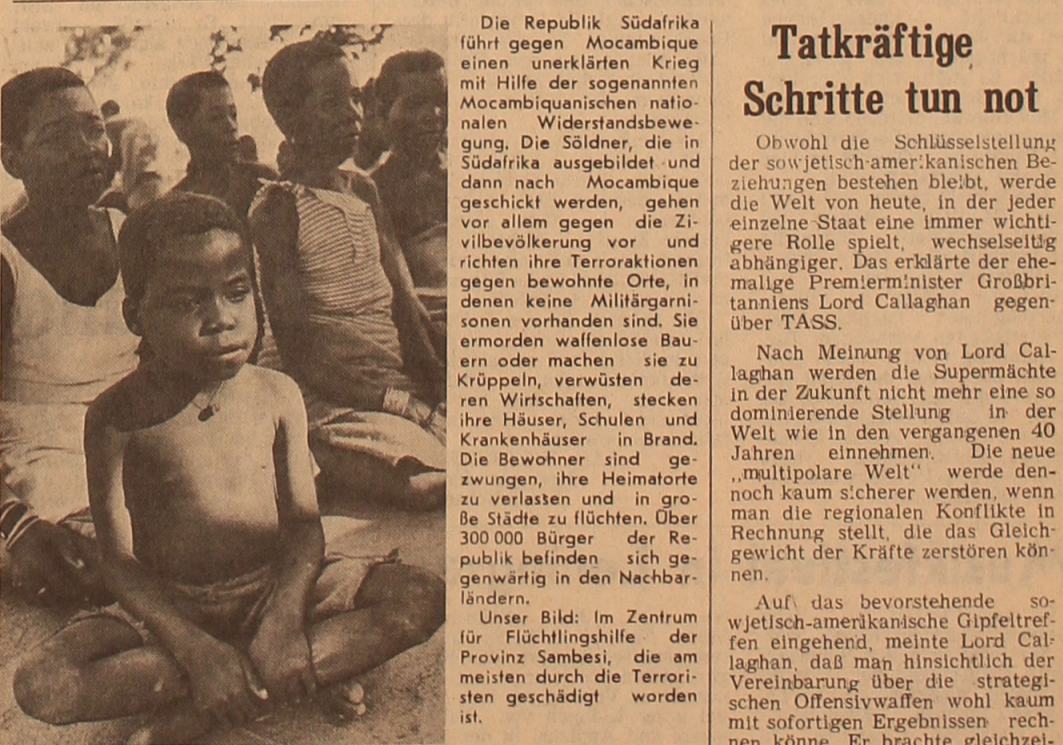 Die Republik Südafrika
führt gegen Mocambique
einen unerklärten Krieg
mit Hilfe der sogenannten
Mocambiquanischen natio-
nalen Widerstandsbewe-
gung. Die Söldner, die in
Südafrika ausgebildet und
dann nach Mocambique
geschickt werden, gehen
vor allem gegen die Zi-
vilbevölkerung vor und
richten ihre Terroraktionen
gegen bewohnte Orte, in
denen keine Militärgarni-
sonen vorhanden sind. Sie
ermorden waffenlose Bau-
ern oder machen sie zu
Krüppeln, verwüsten de-
ren Wirtschaften, stecken
ihre Häuser, Schulen und
Krankenhäuser in Brand.
Die Bewohner sind ge-
zwungen, ihre Heimatorte
zu verlassen und in gro-
ße Städte zu flüchten. Über
300 000 Bürger der Re-
publik befinden sich ge-
genwärtig in den Nachbar-
ländern.
Unser Bild: Im Zentrum
für Flüchtlingshilfe der
Provinz Sambesi, die am
meisten durch die Terrori-
sten geschädigt worden
ist.
Tatkräftige
Schritte tun not
Obwohl die Schlüsselstellung
der sowjetisch-amerikanischen Be-
ziehungen bestehen bleibt, werde
die Welt von heute, in der jeder
einzelne Staat eine immer wichti-
gere Rolle spielt, wechselseitig
abhängiger. Das erklärte der ehe-
malige Premierminister Großbri-
tanniens Lord Callaghan gegen-
über TASS.
Nach Meinung von Lord Cal-
laghan werden die Supermächte
in der Zukunft nicht mehr eine so
dominierende Stellung in der
Welt wie in den vergangenen 40
Jahren einnehmen. Die neue
„multipolare Welt“ werde den-
noch kaum sicherer werden, wenn
man die regionalen Konflikte in
Rechnung stellt, die das Gleich-
gewicht der Kräfte zerstören kön-
nen.
Auf das bevorstehende so-
wjetisch-amerikanische Gipfeltref-
fen eingehend, meinte Lord Cal-
laghan, daß man hinsichtlich der
Vereinbarung über die strategi-
schen Offensivwaffen wohl kaum
mit sofortigen Ergebnissen rech-
nen könne. Er brachte gleichzei-